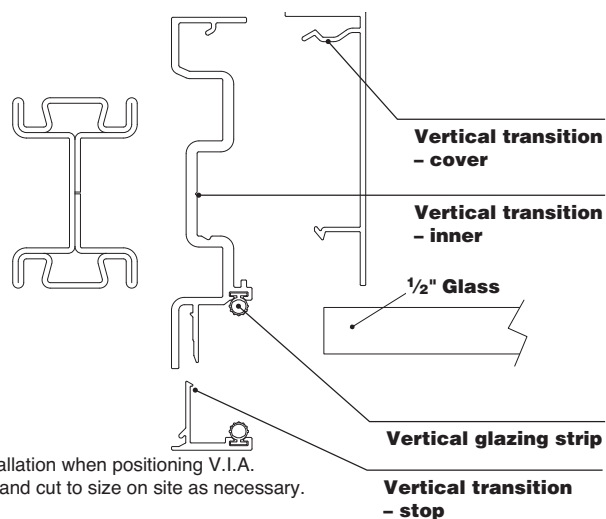 Vertical transition
– cover
Vertical transition
– inner
½" Glass
Vertical glazing strip
allation when positioning V.I.A.
and cut to size on site as necessary.
Vertical transition
– stop